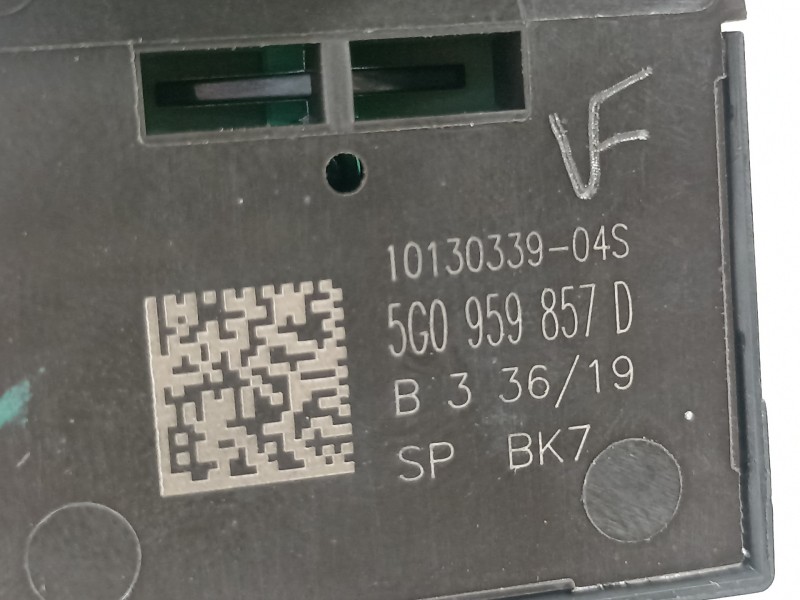 VF
10130339-04S
5G0 959 857 D
B 3 36/19
SP BK7